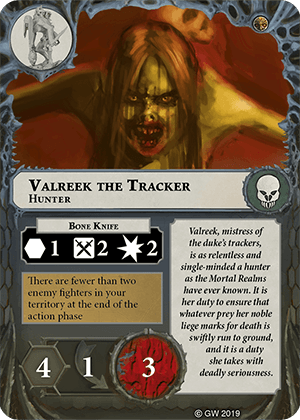 Valreek the Tracker
Hunter
Bone Knife
1 2 2
There are fewer than two
enemy fighters in your
territory at the end of the
action phase
Valreek, mistress of
the duke's trackers,
is as relentless and
single-minded a hunter
as the Mortal Realms
have ever known. It is
her duty to ensure that
whatever prey her noble
liege marks for death is
swiftly run to ground,
and it is a duty
she takes with
deadly seriousness.
4 1 3
© GW 2019